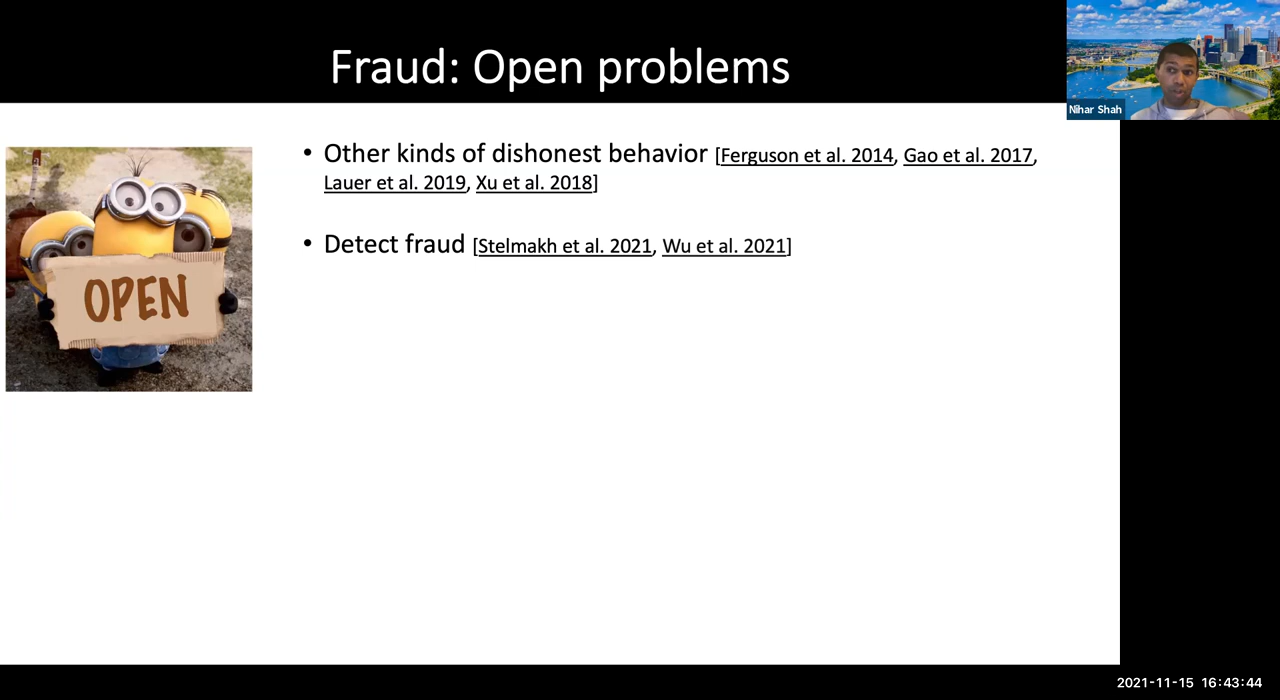 Fraud: Open problems
Nihar Shah
• Other kinds of dishonest behavior [Ferguson et al. 2014, Gao et al. 2017,
Lauer et al. 2019, Xu et al. 2018]
• Detect fraud [Stelmakh et al. 2021, Wu et al. 2021]
OPEN
2021-11-15 16:43:44